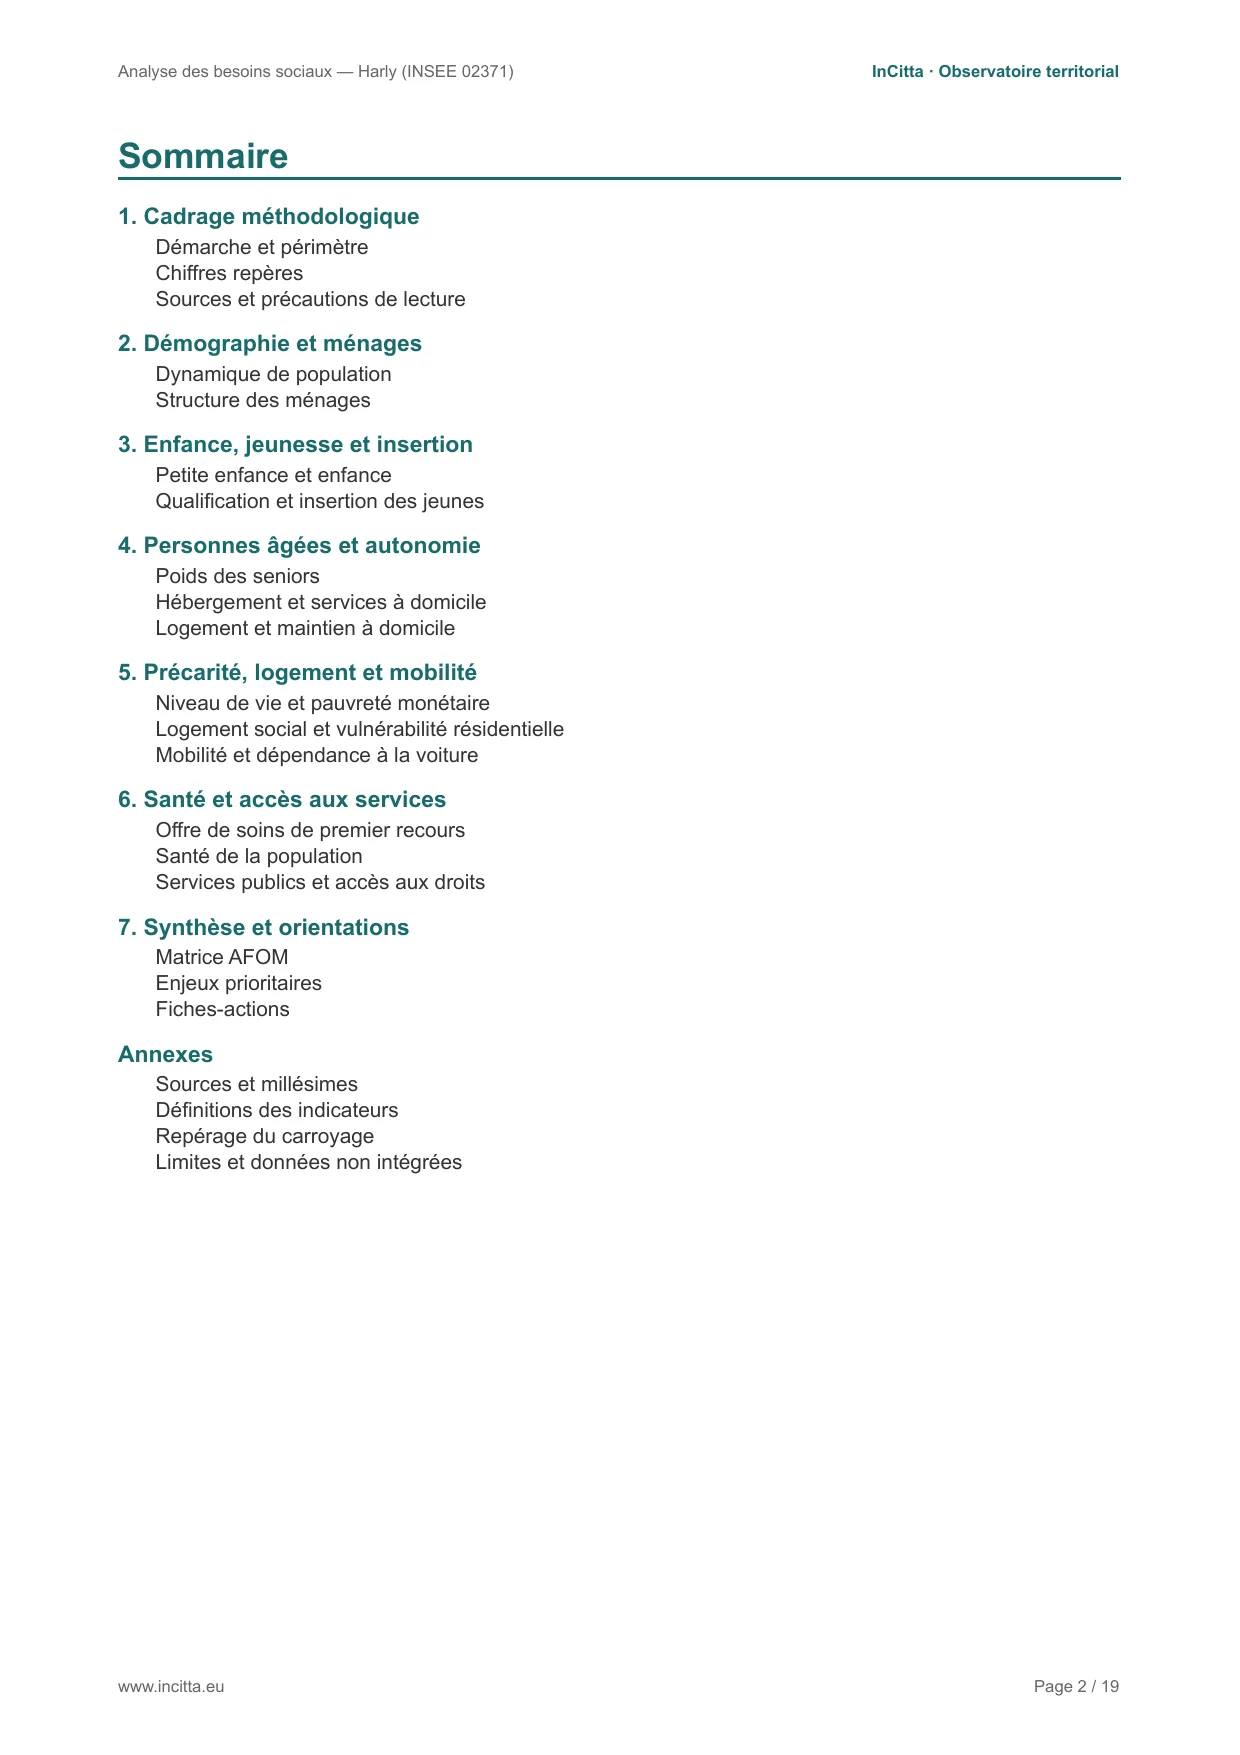 Analyse des besoins sociaux — Harly (INSEE 02371)
InCitta · Observatoire territorial
Sommaire
1. Cadrage méthodologique
Démarche et périmètre
Chiffres repères
Sources et précautions de lecture
2. Démographie et ménages
Dynamique de population
Structure des ménages
3. Enfance, jeunesse et insertion
Petite enfance et enfance
Qualification et insertion des jeunes
4. Personnes âgées et autonomie
Poids des seniors
Hébergement et services à domicile
Logement et maintien à domicile
5. Précarité, logement et mobilité
Niveau de vie et pauvreté monétaire
Logement social et vulnérabilité résidentielle
Mobilité et dépendance à la voiture
6. Santé et accès aux services
Offre de soins de premier recours
Santé de la population
Services publics et accès aux droits
7. Synthèse et orientations
Matrice AFOM
Enjeux prioritaires
Fiches-actions
Annexes
Sources et millésimes
Définitions des indicateurs
Repérage du carroyage
Limites et données non intégrées
www.incitta.eu
Page 2 / 19